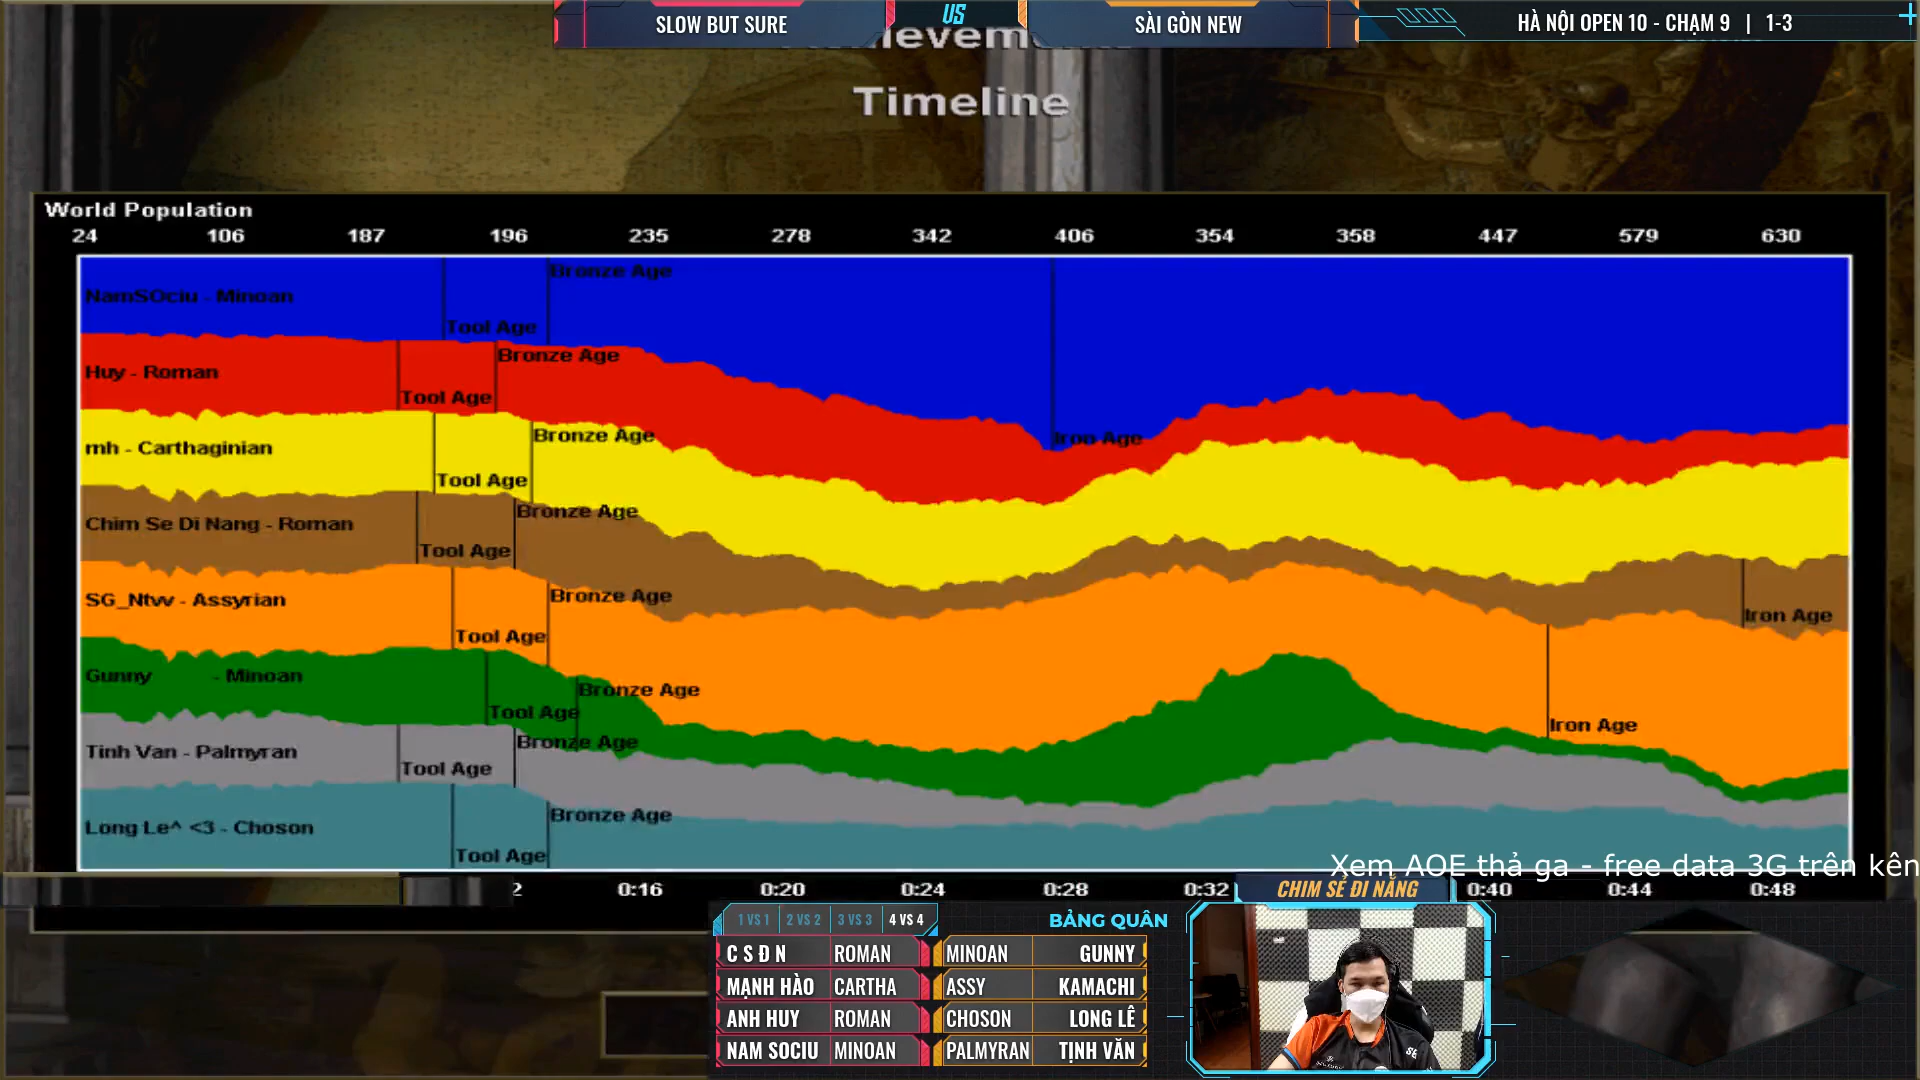 SLOW BUT SURE
VS
SÀI GÒN NEW
HÀ NỘI OPEN 10 - CHẠM 9 | 1-3
Timeline
World Population
24 106 187 196 235 278 342 406 354 358 447 579 630
Bronze Age
NamSOciu - Minoan
Tool Age
Bronze Age
Huy - Roman
Tool Age
Bronze Age
Iron Age
mh - Carthaginian
Tool Age
Bronze Age
Chim Se Di Nang - Roman
Tool Age
Bronze Age
SG_Ntvv - Assyrian
Iron Age
Tool Age
Bronze Age
Gunny - Minoan
Tool Age
Iron Age
Bronze Age
Tinh Van - Palmyran
Tool Age
Bronze Age
Long Le^ <3 - Choson
Tool Age
Xem AOE thả ga - free data 3G trên kên
2 0:16 0:20 0:24 0:28 0:32 0:40 0:44 0:48
CHIM SẺ ĐI NẮNG
1 VS 1 2 VS 2 3 VS 3 4 VS 4
BẢNG QUÂN
C S Đ N ROMAN MINOAN GUNNY
MẠNH HÀO CARTHA ASSY KAMACHI
ANH HUY ROMAN CHOSON LONG LÊ
NAM SOCIU MINOAN PALMYRAN TỊNH VĂN